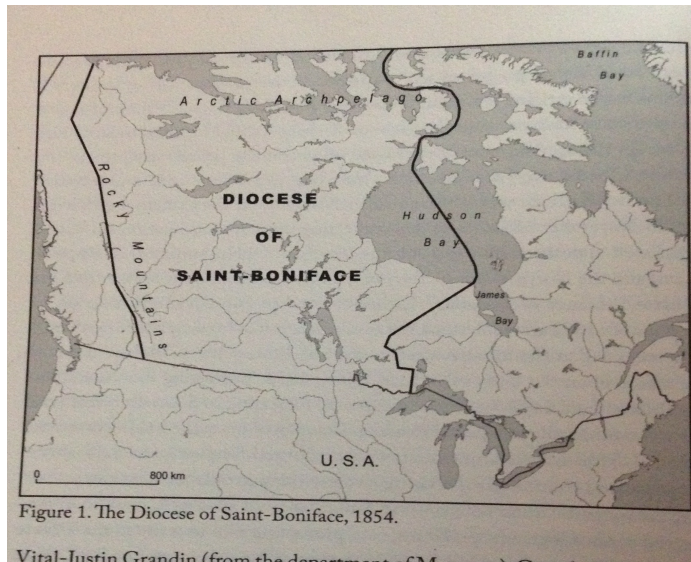 Baffin
Bay
Arctic Archpelago
Rocky Mountains
DIOCESE
OF
SAINT-BONIFACE
Hudson
Bay
James
Bay
U.S.A.
0 800 km
Figure 1. The Diocese of Saint-Boniface, 1854.
Vital-Justin Grandin (from the department of